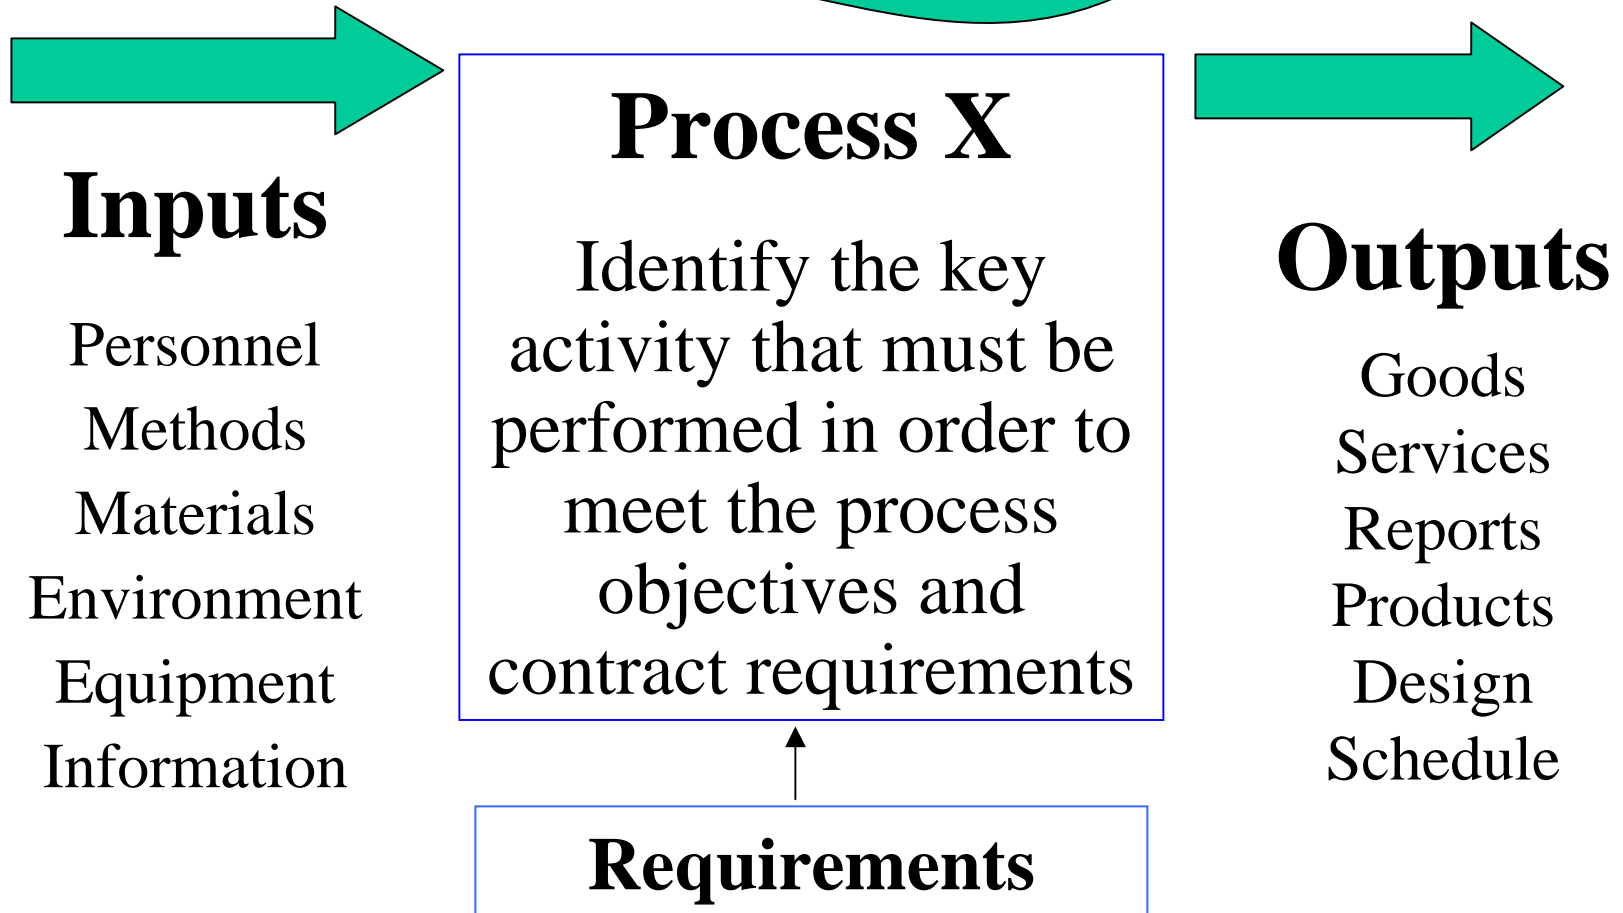 Inputs
Personnel
Methods
Materials
Environment
Equipment
Information
Process X
Identify the key
activity that must be
performed in order to
meet the process
objectives and
contract requirements
Requirements
Outputs
Goods
Services
Reports
Products
Design
Schedule